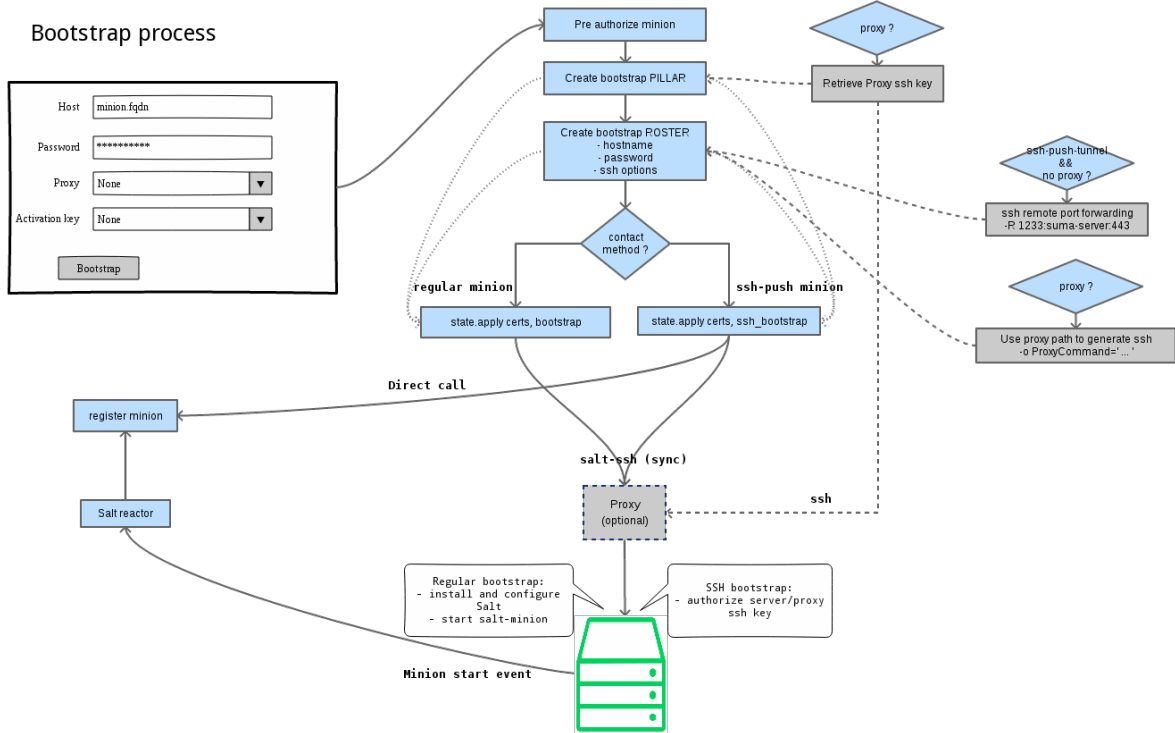 Bootstrap process
Host
minion.fqdn
Password
**********
Proxy
None
Activation key
None
Bootstrap
Pre authorize minion
Create bootstrap PILLAR
Create bootstrap ROSTER
- hostname
- password
- ssh options
contact
method ?
regular minion
ssh-push minion
state.apply certs, bootstrap
state.apply certs, ssh_bootstrap
proxy ?
Retrieve Proxy ssh key
ssh-push-tunnel
&&
no proxy ?
ssh remote port forwarding
-R 1233:suma-server:443
proxy ?
Use proxy path to generate ssh
-o ProxyCommand=' ... '
Direct call
register minion
Salt reactor
salt-ssh (sync)
ssh
Proxy
(optional)
Regular bootstrap:
- install and configure
Salt
- start salt-minion
SSH bootstrap:
- authorize server/proxy
ssh key
Minion start event